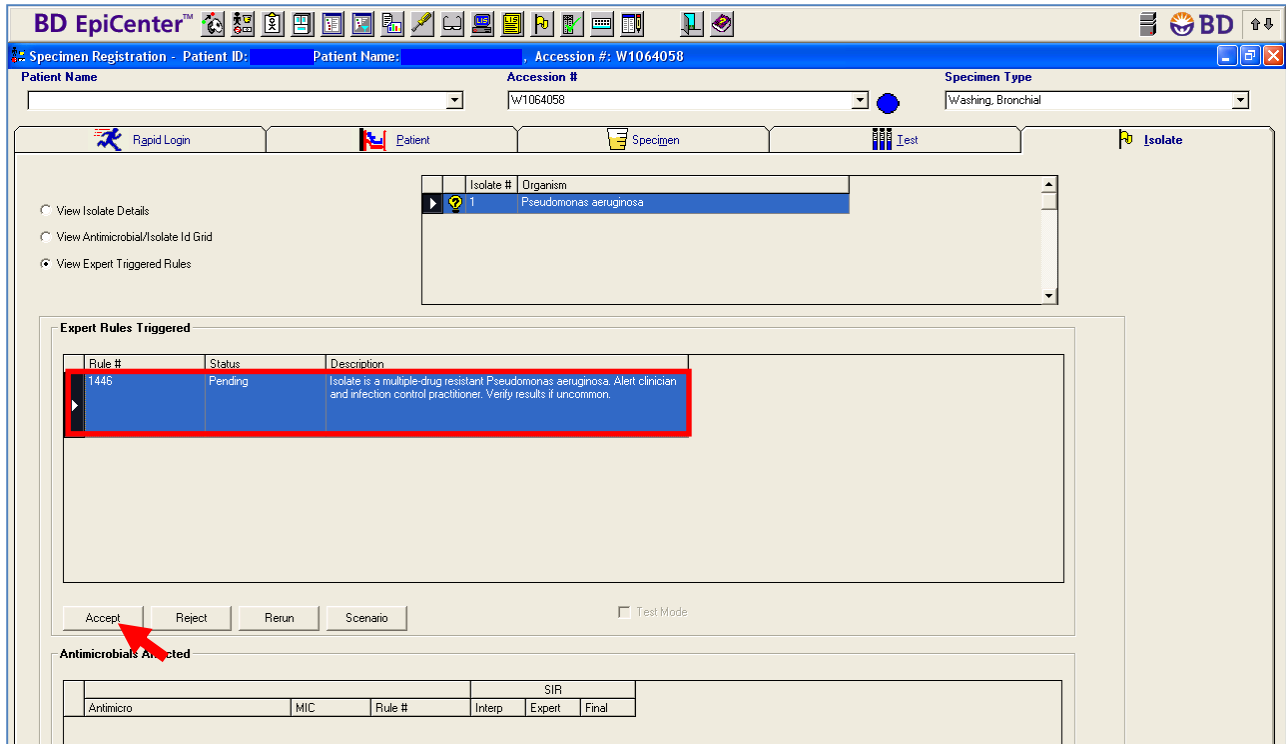 BD EpiCenter™
BD
Specimen Registration - Patient ID: Patient Name: , Accession #: W1064058
Patient Name
Accession #
Specimen Type
W1064058
Washing, Bronchial
Rapid Login
Patient
Specimen
Test
Isolate
Isolate # Organism
1 Pseudomonas aeruginosa
View Isolate Details
View Antimicrobial/Isolate Id Grid
View Expert Triggered Rules
Expert Rules Triggered
Rule # Status Description
1446 Pending Isolate is a multiple-drug resistant Pseudomonas aeruginosa. Alert clinician
and infection control practitioner. Verify results if uncommon.
Accept Reject Rerun Scenario Test Mode
Antimicrobials Affected
SIR
Antimicro MIC Rule # Interp Expert Final